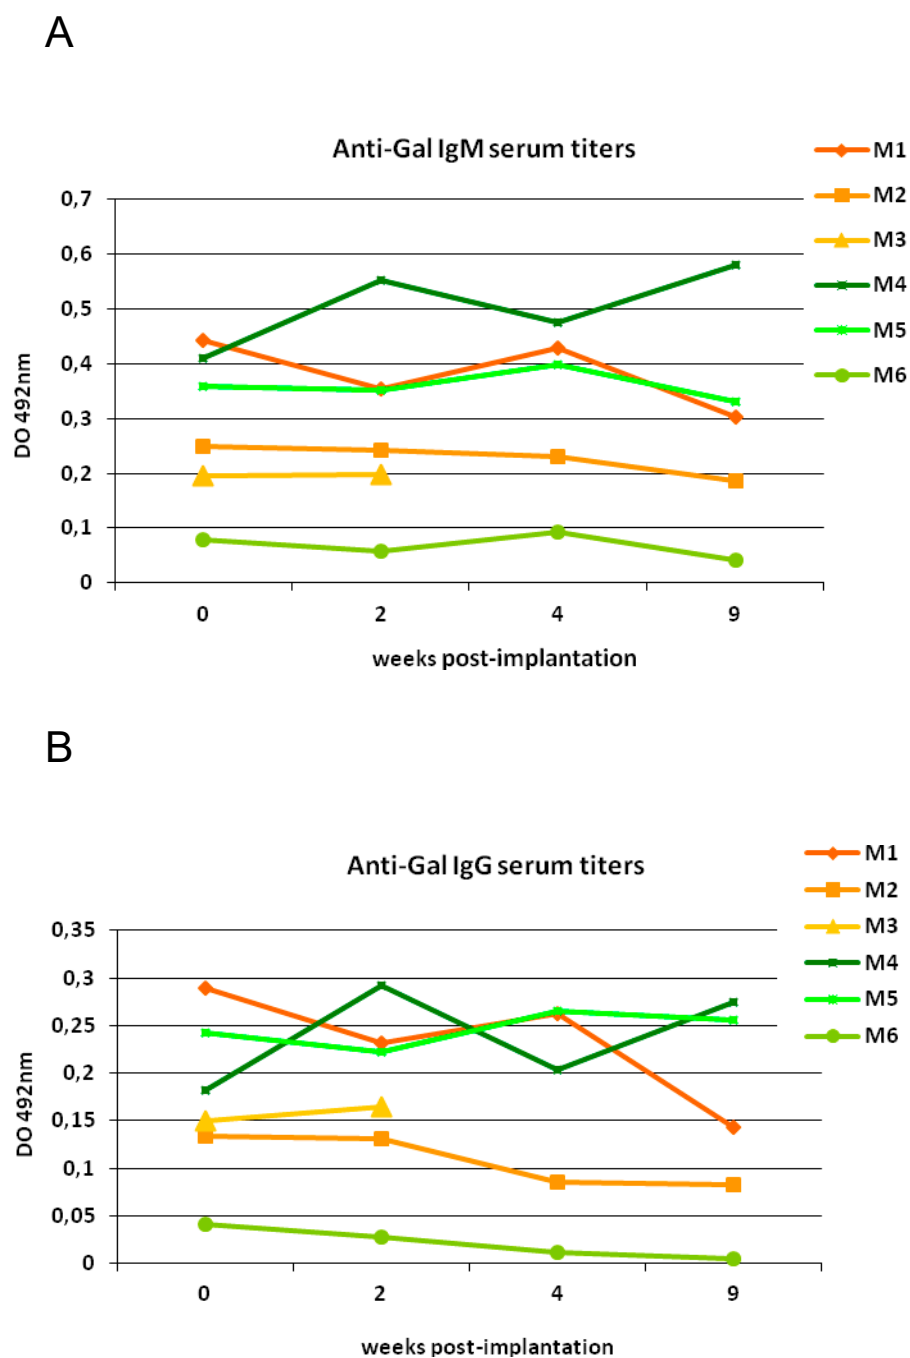 A
Anti-Gal IgM serum titers
M1
M2
M3
M4
M5
M6
0,7
0,6
0,5
0,4
0,3
0,2
0,1
0
DO 492nm
0 2 4 9
weeks post-implantation
B
Anti-Gal IgG serum titers
M1
M2
M3
M4
M5
M6
0,35
0,3
0,25
0,2
0,15
0,1
0,05
0
DO 492nm
0 2 4 9
weeks post-implantation